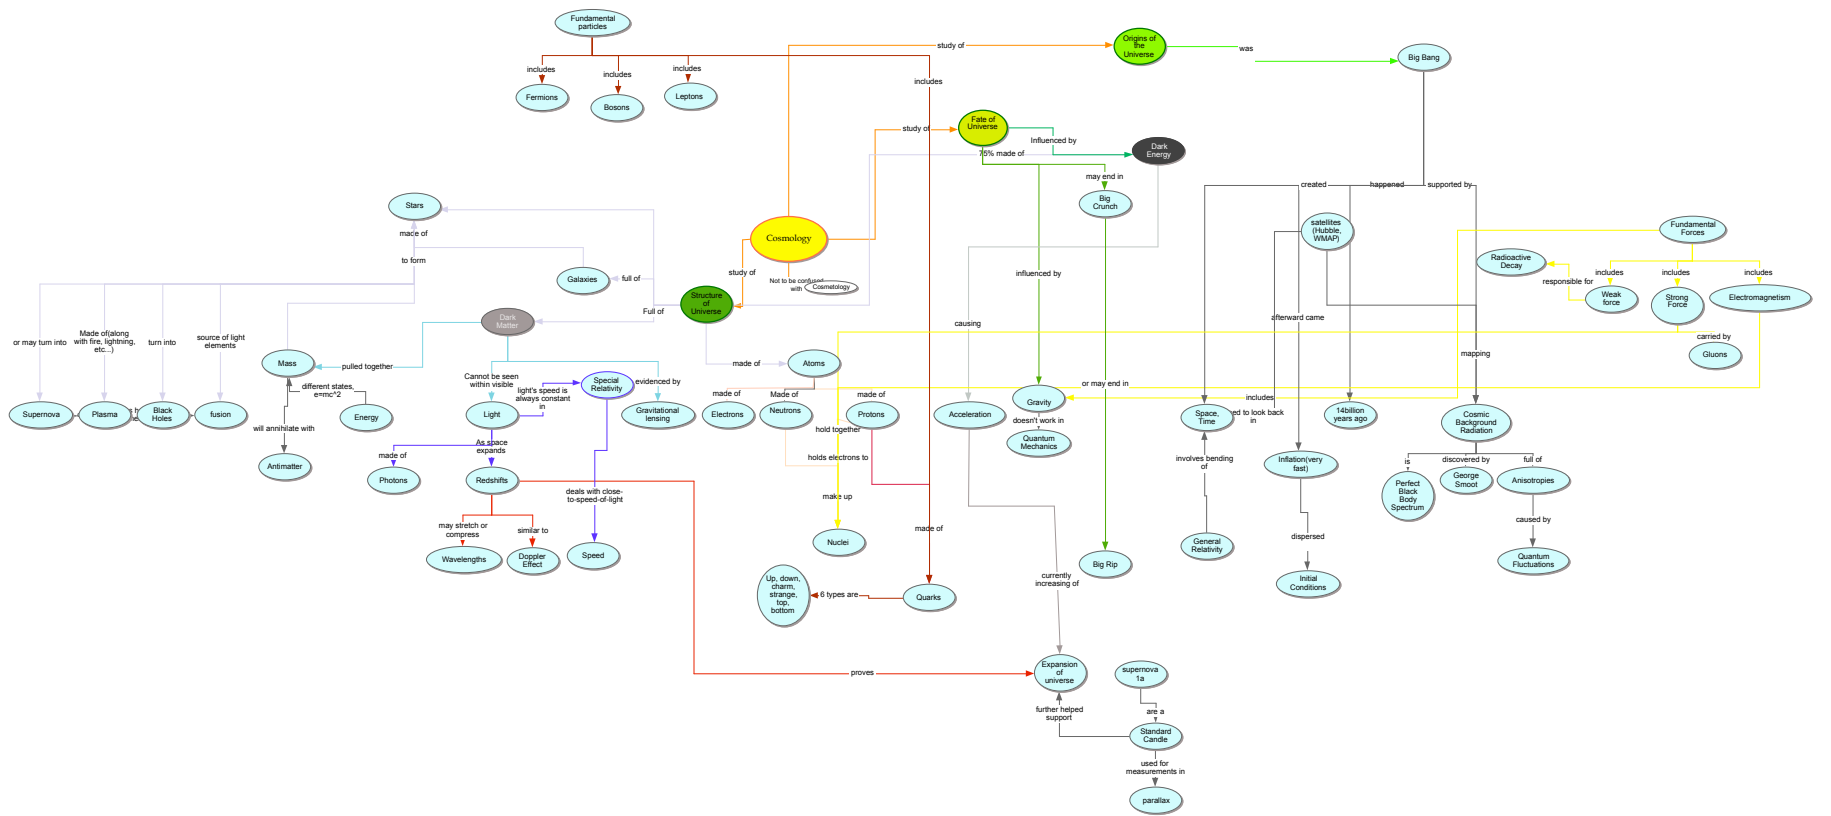 Fundamental
particles
study of
Origins of
the
Universe
was
Big Bang
includes
includes
includes
includes
Fermions
Bosons
Leptons
Fate of
Universe
study of
Influenced by
Dark
Energy
75% made of
may end in
Big
Crunch
created
happened
supported by
Stars
made of
to form
Galaxies
full of
Cosmology
study of
Not to be confused
with
Cosmetology
Structure
of
Universe
Full of
Dark
Matter
satellites
(Hubble,
WMAP)
Fundamental
Forces
Radioactive
Decay
responsible for
includes
includes
includes
Weak
force
Strong
Force
Electromagnetism
influenced by
causing
afterward came
carried by
Gluons
mapping
or may turn into
Made of(along
with fire, lightning,
etc...)
turn into
source of light
elements
Mass
pulled together
different states,
e=mc^2
Energy
will annihilate with
Antimatter
Supernova
Plasma
Black
Holes
fusion
Cannot be seen
within visible
light's speed is
always constant
in
Special
Relativity
evidenced by
Gravitational
lensing
Light
made of
As space
expands
Photons
Redshifts
made of
Atoms
made of
Made of
made of
Electrons
Neutrons
Protons
hold together
holds electrons to
make up
Nuclei
made of
Acceleration
Gravity
doesn't work in
Quantum
Mechanics
or may end in
includes
Space,
Time
to look back
in
14billion
years ago
Cosmic
Background
Radiation
involves bending
of
General
Relativity
Inflation(very
fast)
dispersed
Initial
Conditions
is
discovered by
full of
Perfect
Black
Body
Spectrum
George
Smoot
Anisotropies
caused by
Quantum
Fluctuations
may stretch or
compress
similar to
Wavelengths
Doppler
Effect
deals with close-
to-speed-of-light
Speed
Up, down,
charm,
strange,
top,
bottom
6 types are
Quarks
currently
increasing of
Big Rip
proves
Expansion
of
universe
supernova
1a
are a
further helped
support
Standard
Candle
used for
measurements in
parallax